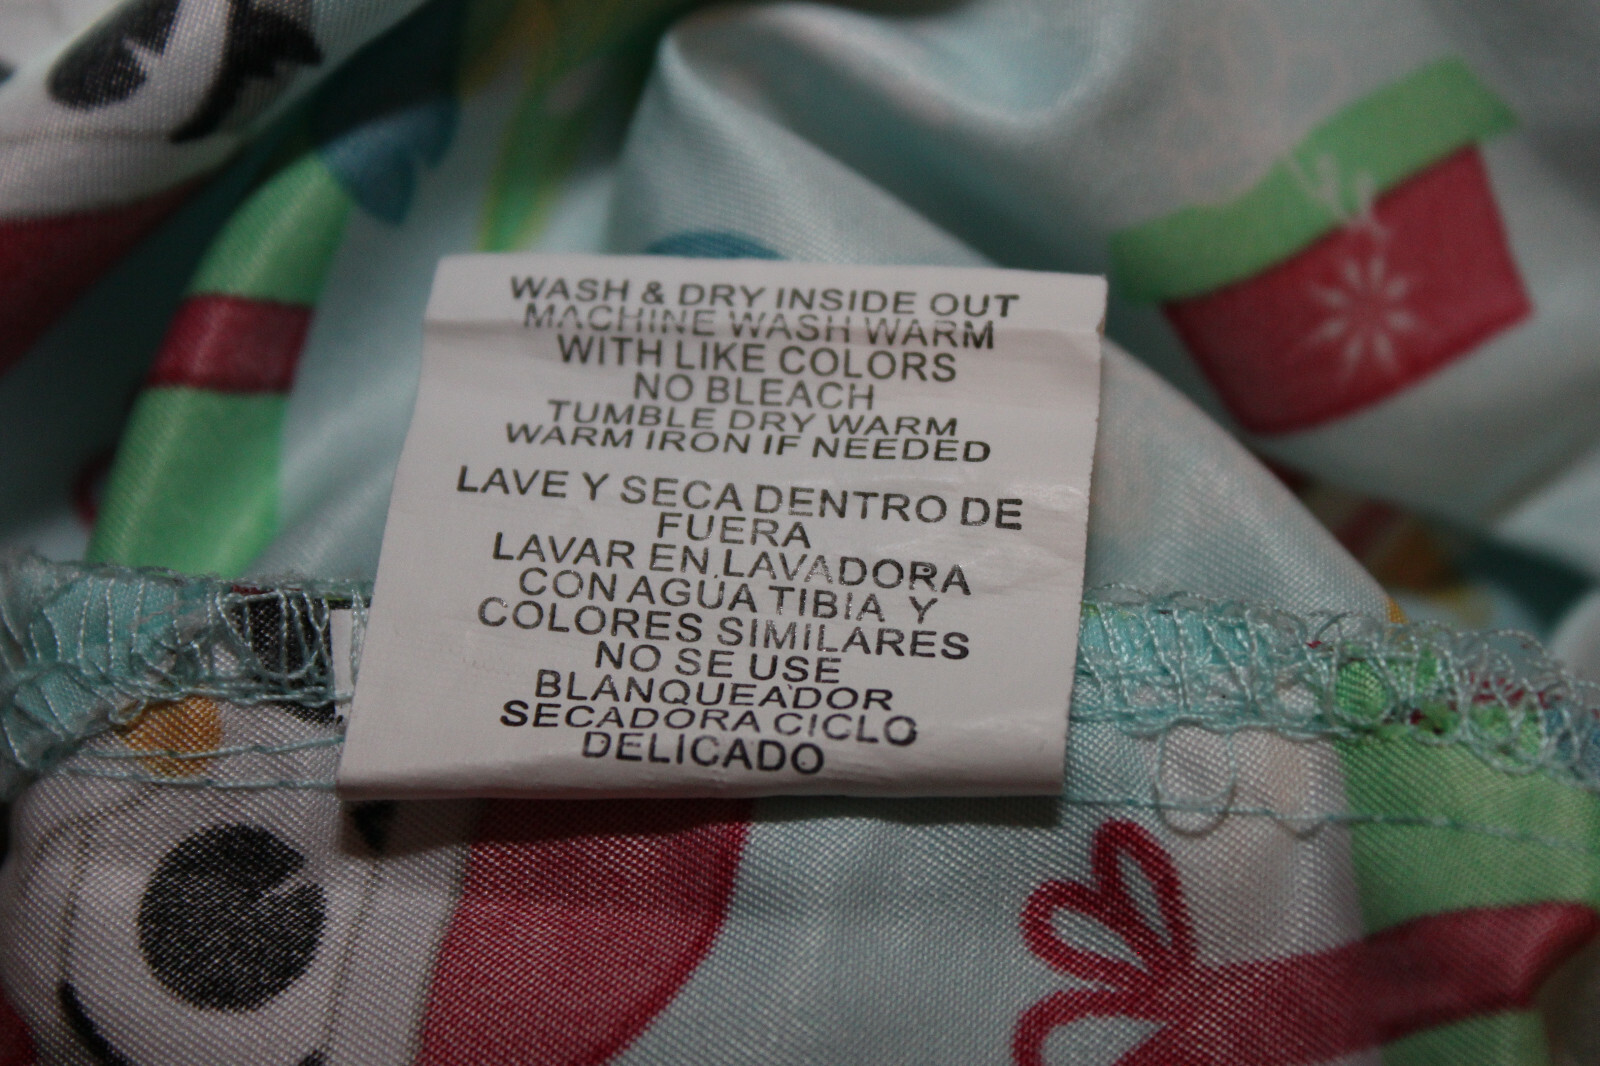 WASH & DRY INSIDE OUT
MACHINE WASH WARM
WITH LIKE COLORS
NO BLEACH
TUMBLE DRY WARM
WARM IRON IF NEEDED
LAVE Y SECA DENTRO DE
FUERA
LAVAR EN LAVADORA
CON AGUA TIBIA Y
COLORES SIMILARES
NO SE USE
BLANQUEADOR
SECADORA CICLO
DELICADO